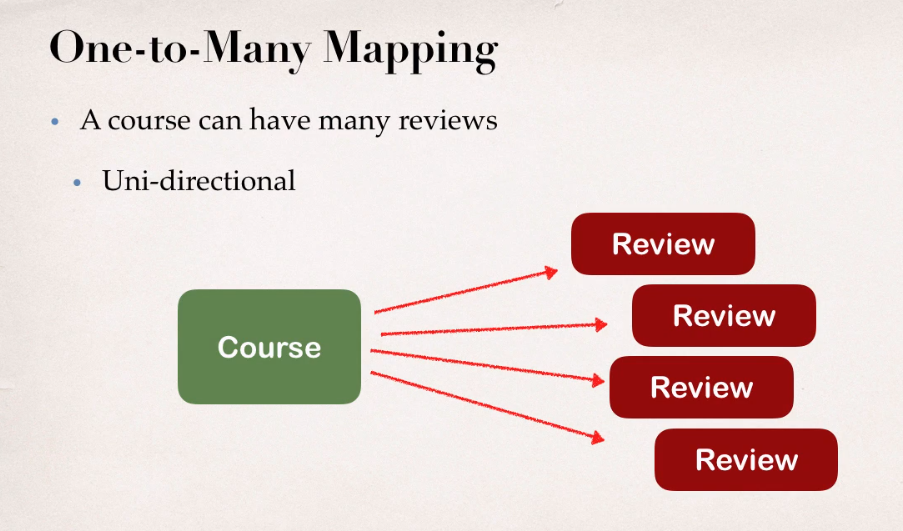 One-to-Many Mapping
• A course can have many reviews
• Uni-directional
Review
Review
Course
Review
Review